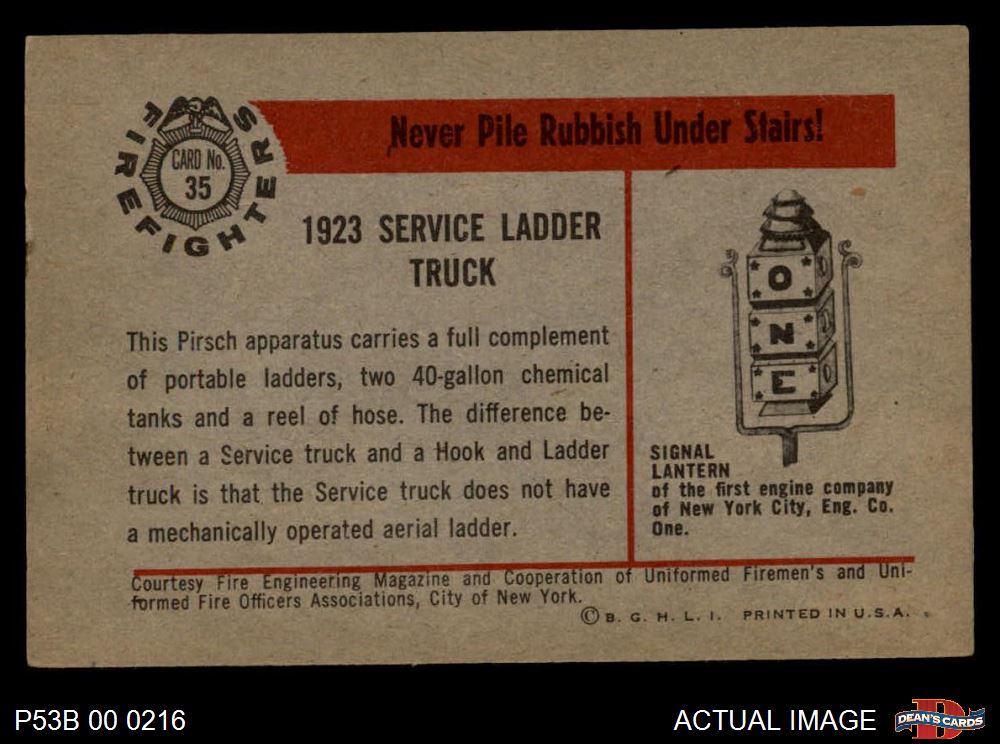 FIREFIGHTERS
CARD No.
35
Never Pile Rubbish Under Stairs!
1923 SERVICE LADDER
TRUCK
This Pirsch apparatus carries a full complement
of portable ladders, two 40-gallon chemical
tanks and a reel of hose. The difference be-
tween a Service truck and a Hook and Ladder
truck is that the Service truck does not have
a mechanically operated aerial ladder.
O
N
E
SIGNAL
LANTERN
of the first engine company
of New York City, Eng. Co.
One.
Courtesy Fire Engineering Magazine and Cooperation of Uniformed Firemen's and Uni-
formed Fire Officers Associations, City of New York.
© B. G. H. L. I. PRINTED IN U.S.A.
P53B 00 0216
ACTUAL IMAGE
D
DEAN'S CARDS